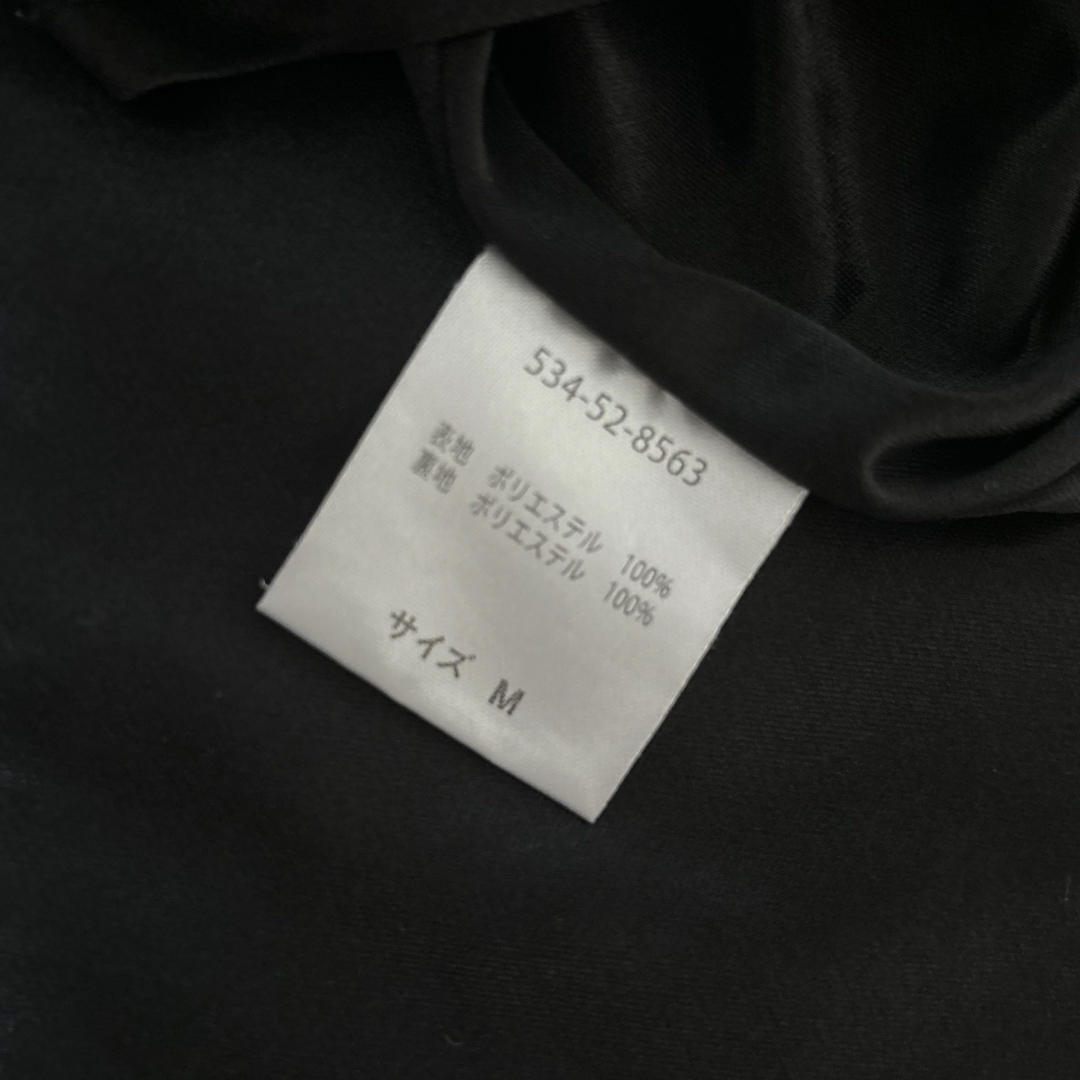 534-52-8563
表地 ポリエステル 100%
裏地 ポリエステル 100%
サイズ M